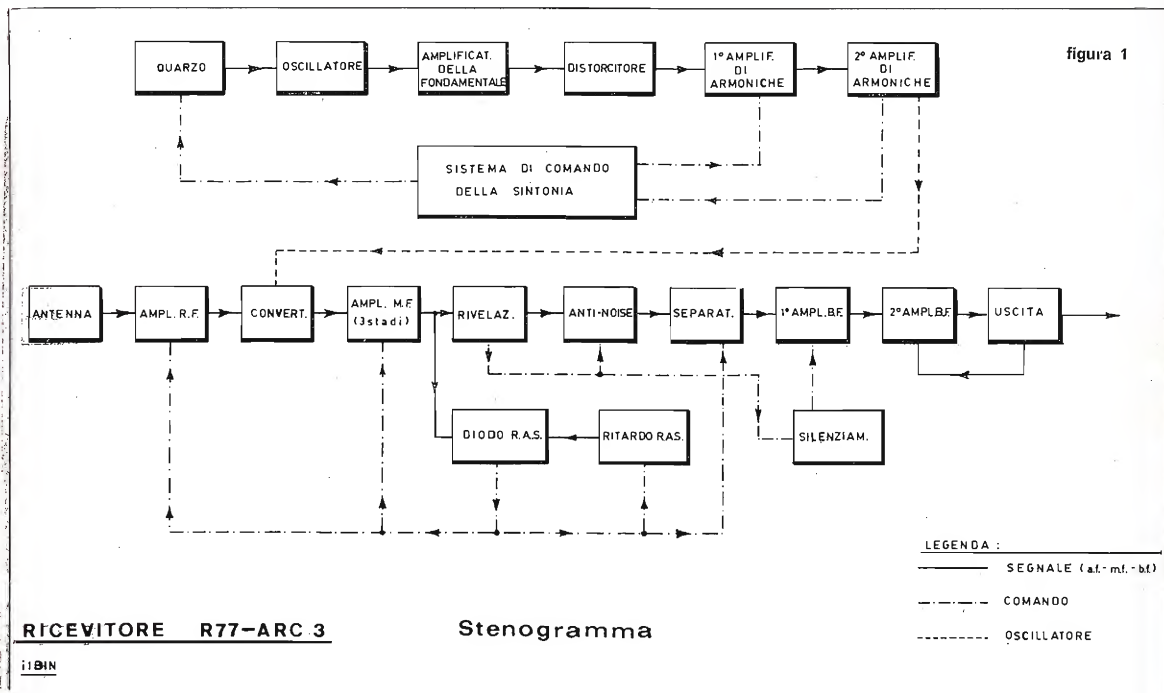 figura 1
QUARZO
OSCILLATORE
AMPLIFICAT.
DELLA
FONDAMENTALE
DISTORCITORE
1° AMPLIF.
DI
ARMONICHE
2° AMPLIF.
DI
ARMONICHE
SISTEMA DI COMANDO
DELLA SINTONIA
ANTENNA
AMPL. R.F.
CONVERT.
AMPL. M.F.
(3 stadi)
RIVELAZ.
ANTI-NOISE
SEPARAT.
1° AMPL.B.F.
2° AMPL.B.F.
USCITA
DIODO R.A.S.
RITARDO R.A.S.
SILENZIAM.
LEGENDA :
SEGNALE (a.f.- m.f. - b.f.)
COMANDO
OSCILLATORE
RICEVITORE R77-ARC 3
Stenogramma
i1BIN